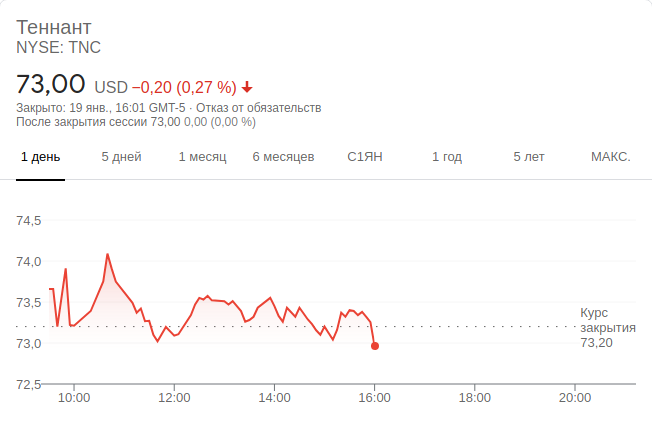 Теннант
NYSE: TNC
73,00 USD −0,20 (0,27 %)
Закрыто: 19 янв., 16:01 GMT-5 · Отказ от обязательств
После закрытия сессии 73,00 0,00 (0,00 %)
1 день 5 дней 1 месяц 6 месяцев С1ЯН 1 год 5 лет МАКС.
74,5
74,0
73,5
73,0
72,5
Курс
закрытия
73,20
10:00 12:00 14:00 16:00 18:00 20:00